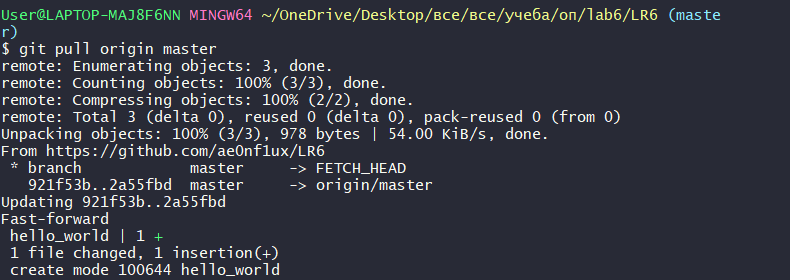 User@LAPTOP-MAJ8F6NN MINGW64 ~/OneDrive/Desktop/все/все/учеба/оп/lab6/LR6 (maste
r)
$ git pull origin master
remote: Enumerating objects: 3, done.
remote: Counting objects: 100% (3/3), done.
remote: Compressing objects: 100% (2/2), done.
remote: Total 3 (delta 0), reused 0 (delta 0), pack-reused 0 (from 0)
Unpacking objects: 100% (3/3), 978 bytes | 54.00 KiB/s, done.
From https://github.com/ae0nf1ux/LR6
 * branch            master     -> FETCH_HEAD
   921f53b..2a55fbd  master     -> origin/master
Updating 921f53b..2a55fbd
Fast-forward
 hello_world | 1 +
 1 file changed, 1 insertion(+)
 create mode 100644 hello_world